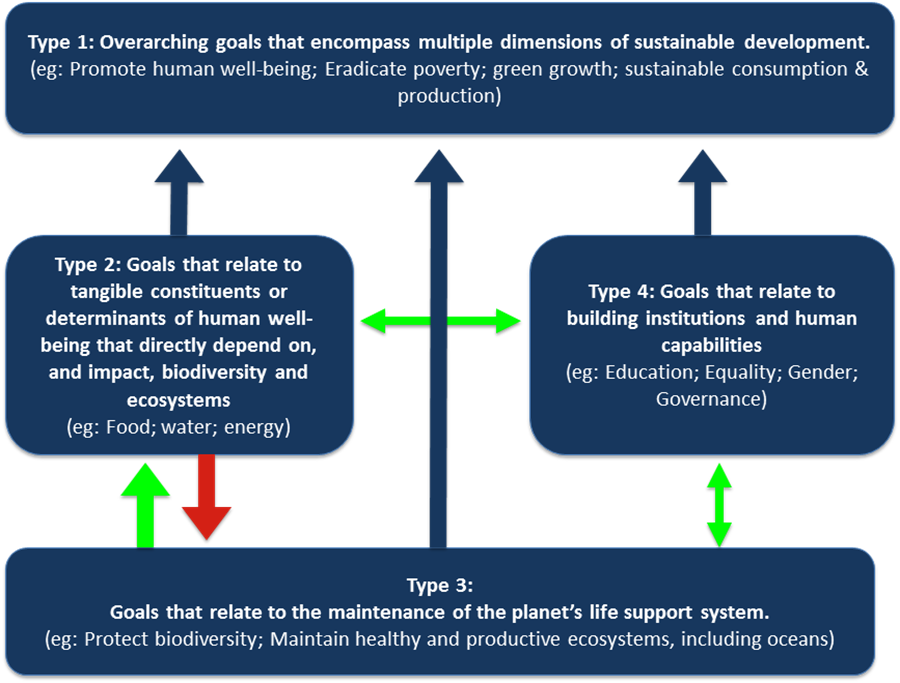 Type 1: Overarching goals that encompass multiple dimensions of sustainable development.
(eg: Promote human well-being; Eradicate poverty; green growth; sustainable consumption &
production)
Type 2: Goals that relate to
tangible constituents or
determinants of human well-
being that directly depend on,
and impact, biodiversity and
ecosystems
(eg: Food; water; energy)
Type 4: Goals that relate to
building institutions and human
capabilities
(eg: Education; Equality; Gender;
Governance)
Type 3:
Goals that relate to the maintenance of the planet’s life support system.
(eg: Protect biodiversity; Maintain healthy and productive ecosystems, including oceans)